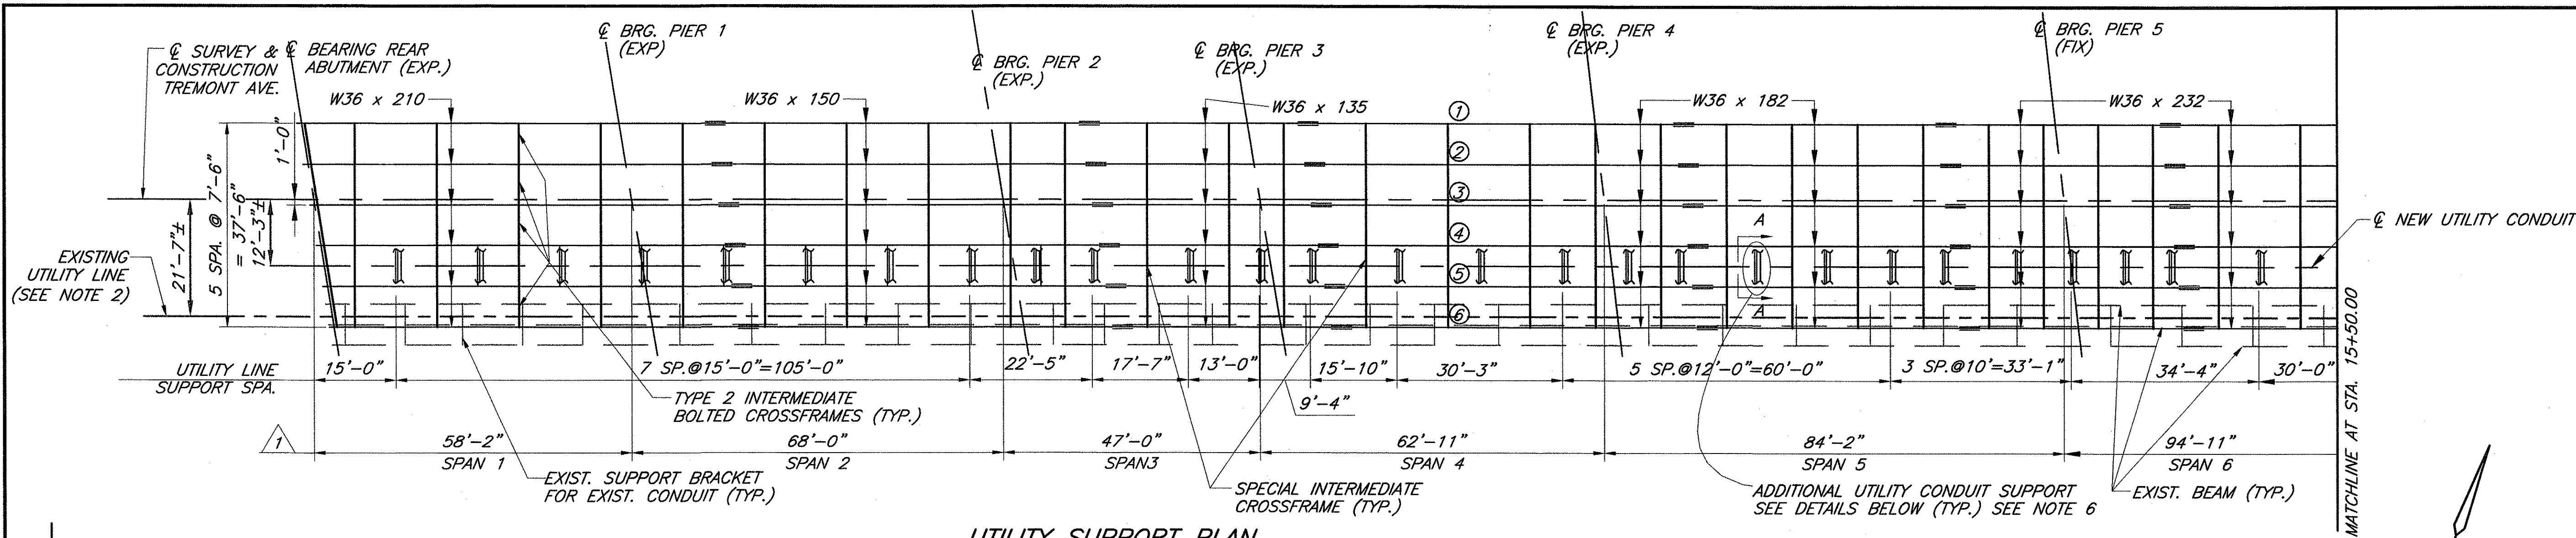 ℄ SURVEY &
CONSTRUCTION
TREMONT AVE.
℄ BEARING REAR
ABUTMENT (EXP.)
℄ BRG. PIER 1
(EXP)
℄ BRG. PIER 2
(EXP.)
℄ BRG. PIER 3
(EXP.)
℄ BRG. PIER 4
(EXP.)
℄ BRG. PIER 5
(FIX)
W36 x 210
W36 x 150
W36 x 135
W36 x 182
W36 x 232
1
2
3
4
5
6
1'-0"
5 SPA. @ 7'-6"
= 37'-6"
12'-3"±
21'-7"±
EXISTING
UTILITY LINE
(SEE NOTE 2)
A
A
℄ NEW UTILITY CONDUIT
UTILITY LINE
SUPPORT SPA.
15'-0"
7 SP.@15'-0"=105'-0"
22'-5"
17'-7"
13'-0"
9'-4"
15'-10"
30'-3"
5 SP.@12'-0"=60'-0"
3 SP.@10'=33'-1"
34'-4"
30'-0"
TYPE 2 INTERMEDIATE
BOLTED CROSSFRAMES (TYP.)
1
58'-2"
SPAN 1
68'-0"
SPAN 2
47'-0"
SPAN3
62'-11"
SPAN 4
84'-2"
SPAN 5
94'-11"
SPAN 6
EXIST. SUPPORT BRACKET
FOR EXIST. CONDUIT (TYP.)
SPECIAL INTERMEDIATE
CROSSFRAME (TYP.)
ADDITIONAL UTILITY CONDUIT SUPPORT
SEE DETAILS BELOW (TYP.) SEE NOTE 6
EXIST. BEAM (TYP.)
MATCHLINE AT STA. 15+50.00
UTILITY SUPPORT PLAN